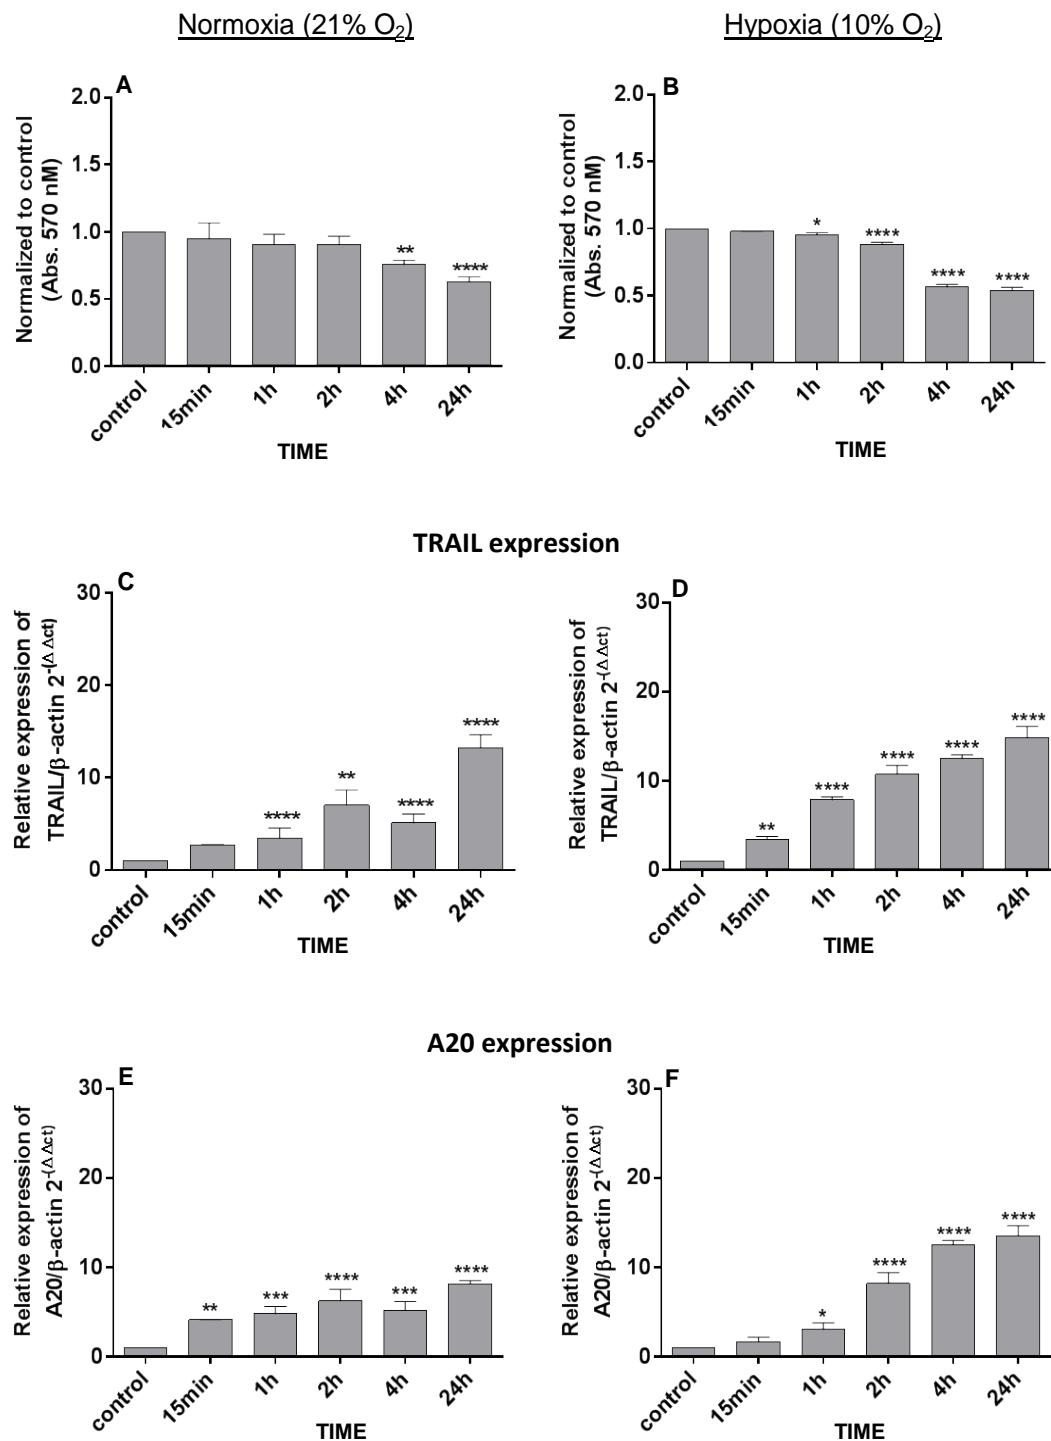 Normoxia (21% O2)
Hypoxia (10% O2)
A
Normalized to control
(Abs. 570 nM)
2.0
1.5
1.0
0.5
0.0
**
****
control
15min
1h
2h
4h
24h
TIME
B
Normalized to control
(Abs. 570 nM)
2.0
1.5
1.0
0.5
0.0
*
****
****
****
control
15min
1h
2h
4h
24h
TIME
TRAIL expression
C
Relative expression of
TRAIL/β-actin 2-(Δ Δct)
30
20
10
0
****
**
****
****
control
15min
1h
2h
4h
24h
TIME
D
Relative expression of
TRAIL/β-actin 2-(Δ Δct)
30
20
10
0
**
****
****
****
****
control
15min
1h
2h
4h
24h
TIME
A20 expression
E
Relative expression of
A20/β-actin 2-(Δ Δct)
30
20
10
0
**
***
****
***
****
control
15min
1h
2h
4h
24h
TIME
F
Relative expression of
A20/β-actin 2-(Δ Δct)
30
20
10
0
*
****
****
****
control
15min
1h
2h
4h
24h
TIME